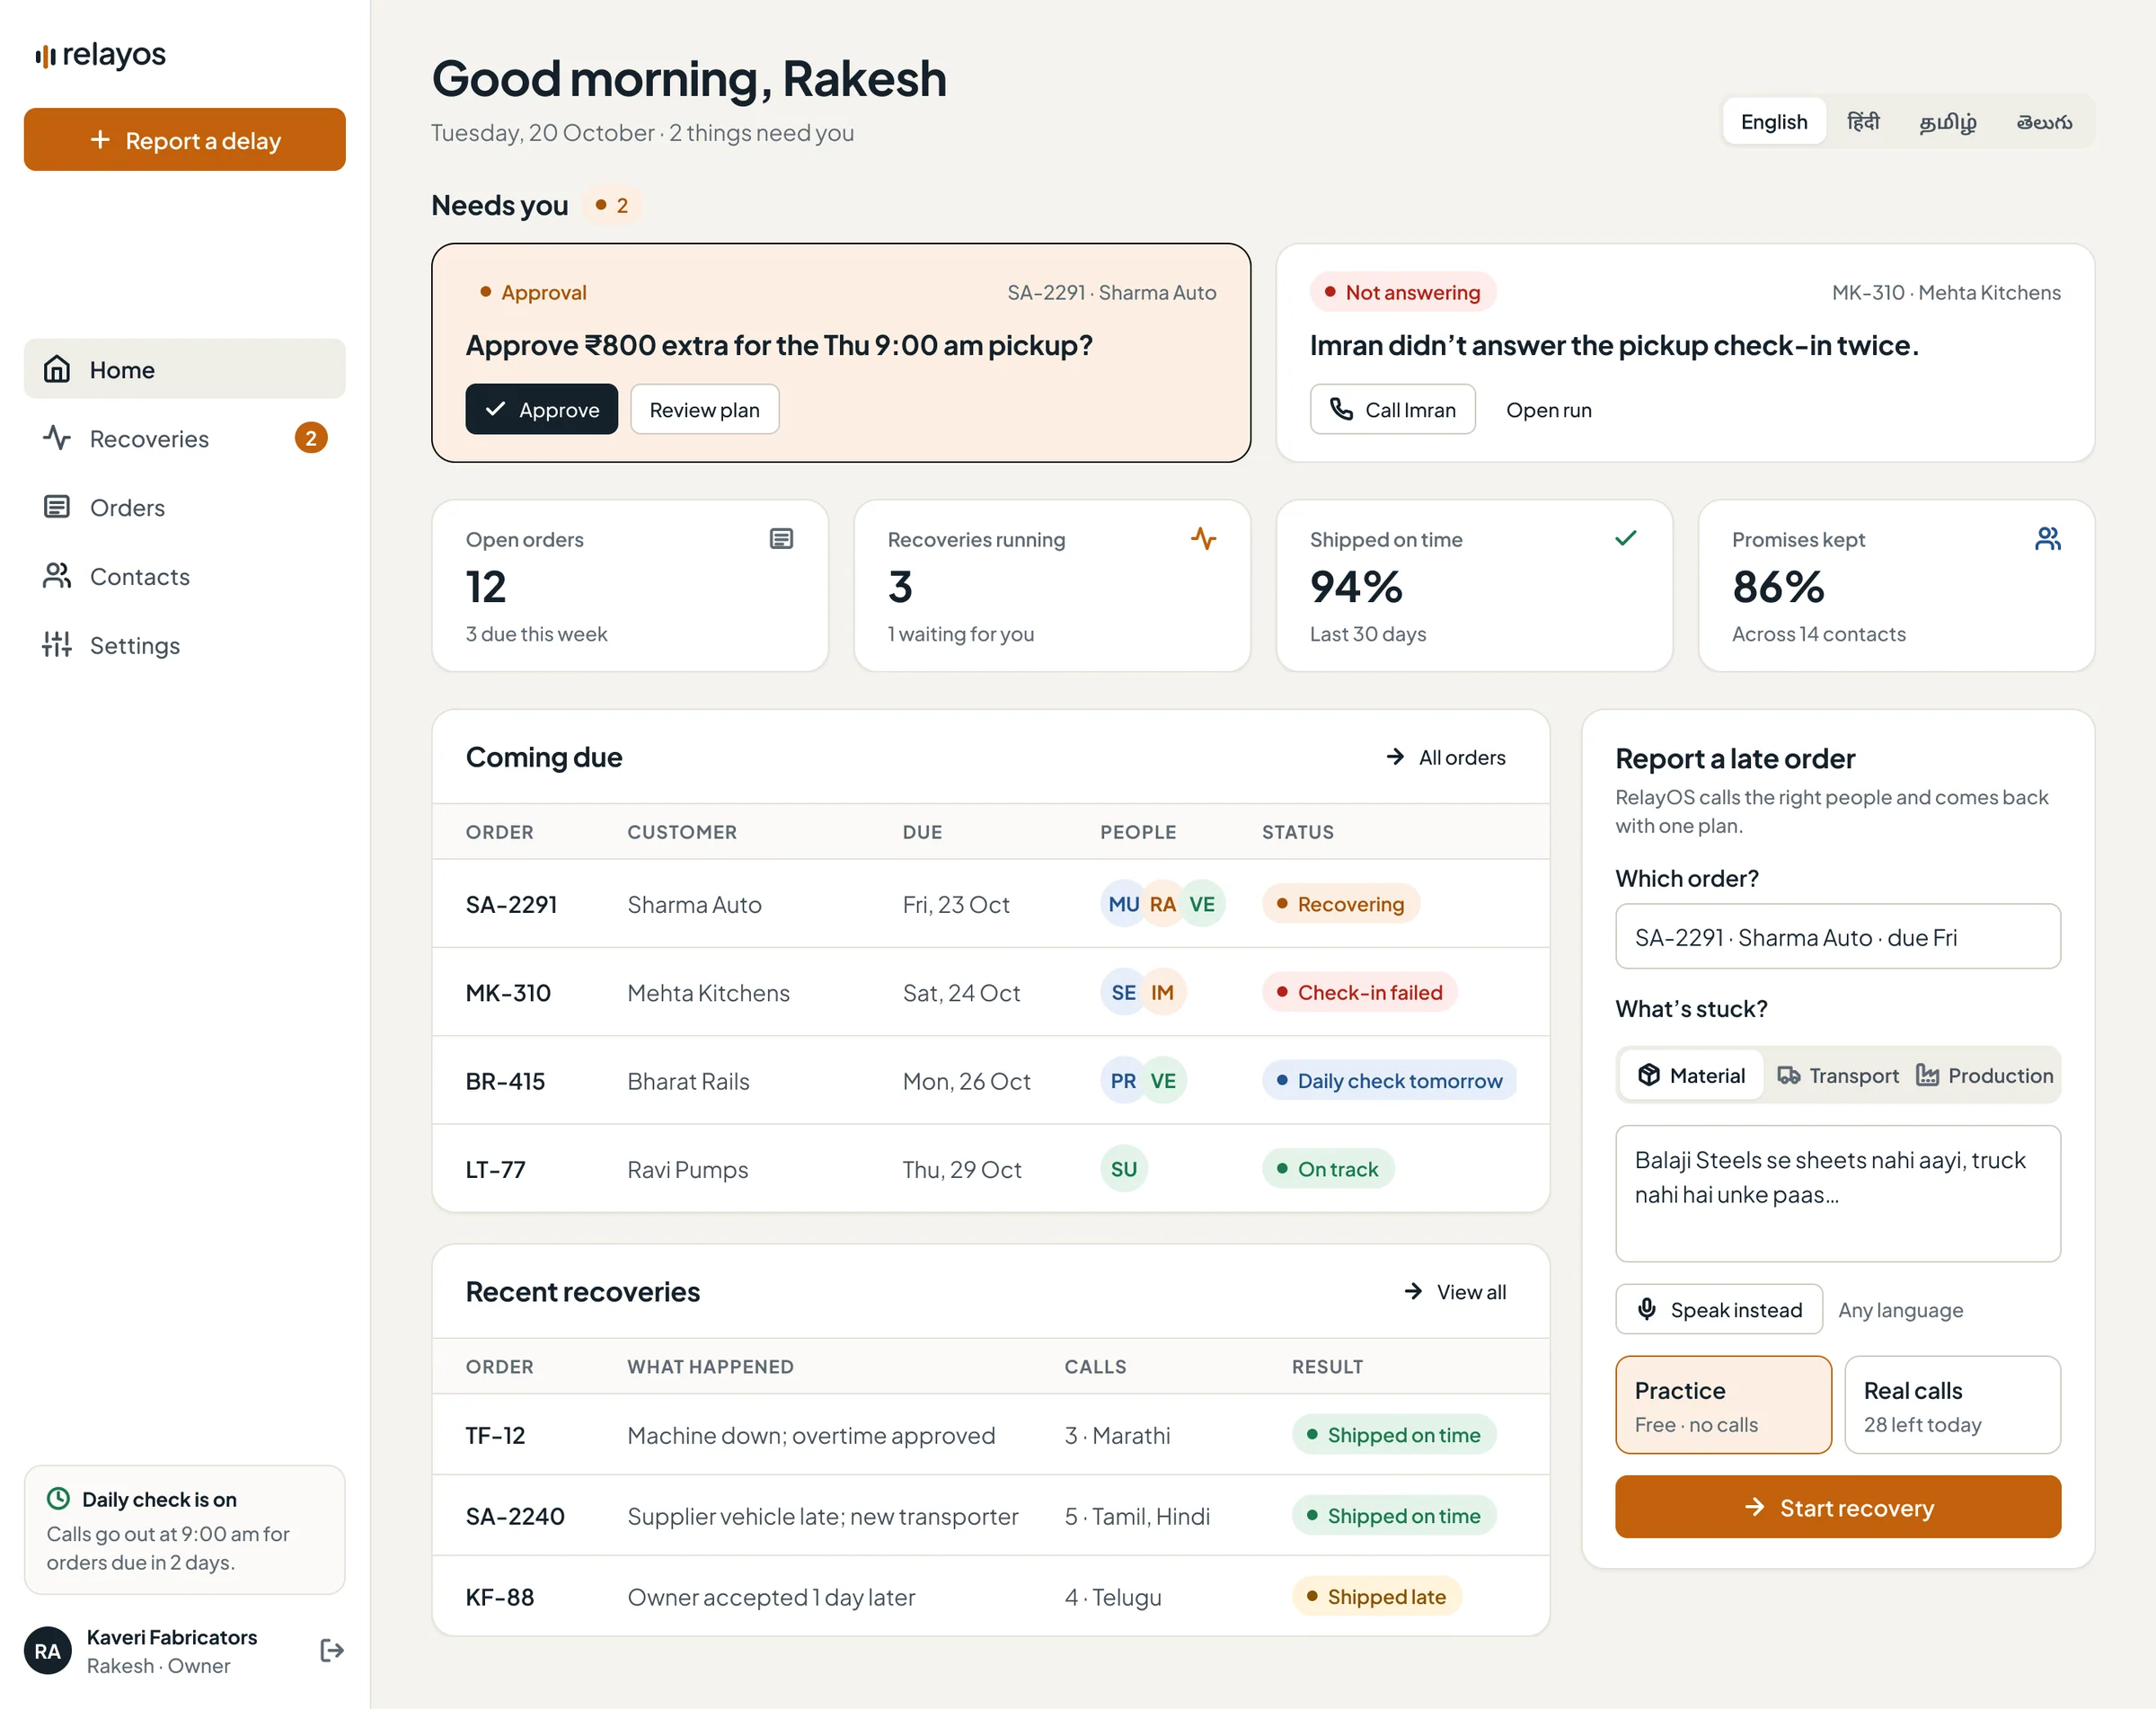 relayos
Report a delay
Home
Recoveries 2
Orders
Contacts
Settings
Daily check is on
Calls go out at 9:00 am for
orders due in 2 days.
RA
Kaveri Fabricators
Rakesh · Owner
Good morning, Rakesh
Tuesday, 20 October · 2 things need you
English हिंदी தமிழ் తెలుగు
Needs you 2
Approval SA-2291 · Sharma Auto
Approve ₹800 extra for the Thu 9:00 am pickup?
Approve Review plan
Not answering MK-310 · Mehta Kitchens
Imran didn’t answer the pickup check-in twice.
Call Imran Open run
Open orders
12
3 due this week
Recoveries running
3
1 waiting for you
Shipped on time
94%
Last 30 days
Promises kept
86%
Across 14 contacts
Coming due All orders
ORDER CUSTOMER DUE PEOPLE STATUS
SA-2291 Sharma Auto Fri, 23 Oct MU RA VE Recovering
MK-310 Mehta Kitchens Sat, 24 Oct SE IM Check-in failed
BR-415 Bharat Rails Mon, 26 Oct PR VE Daily check tomorrow
LT-77 Ravi Pumps Thu, 29 Oct SU On track
Recent recoveries View all
ORDER WHAT HAPPENED CALLS RESULT
TF-12 Machine down; overtime approved 3 · Marathi Shipped on time
SA-2240 Supplier vehicle late; new transporter 5 · Tamil, Hindi Shipped on time
KF-88 Owner accepted 1 day later 4 · Telugu Shipped late
Report a late order
RelayOS calls the right people and comes back
with one plan.
Which order?
SA-2291 · Sharma Auto · due Fri
What’s stuck?
Material Transport Production
Balaji Steels se sheets nahi aayi, truck
nahi hai unke paas...
Speak instead Any language
Practice
Free · no calls
Real calls
28 left today
Start recovery